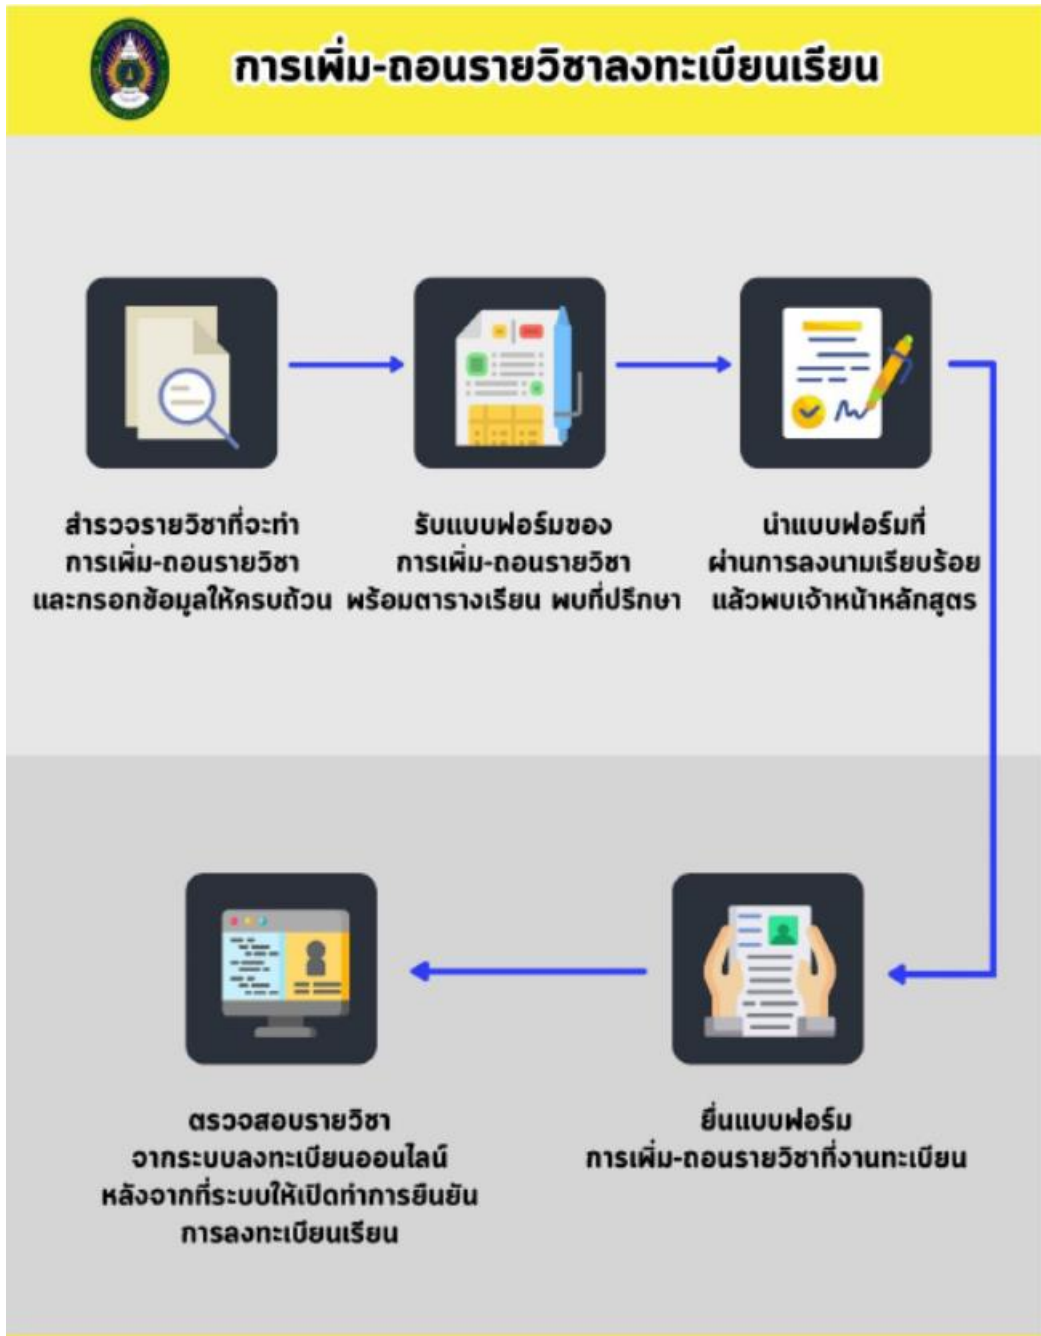 การเพิ่ม-ถอนรายวิชาลงทะเบียนเรียน
สำรวจรายวิชาที่จะทำ
การเพิ่ม-ถอนรายวิชา
และกรอกข้อมูลให้ครบถ้วน
รับแบบฟอร์มของ
การเพิ่ม-ถอนรายวิชา
พร้อมตารางเรียน พบที่ปรึกษา
นำแบบฟอร์มที่
ผ่านการลงนามเรียบร้อย
แล้วพบเจ้าหน้าหลักสูตร
ยื่นแบบฟอร์ม
การเพิ่ม-ถอนรายวิชาที่งานทะเบียน
ตรวจสอบรายวิชา
จากระบบลงทะเบียนออนไลน์
หลังจากที่ระบบให้เปิดทำการยืนยัน
การลงทะเบียนเรียน